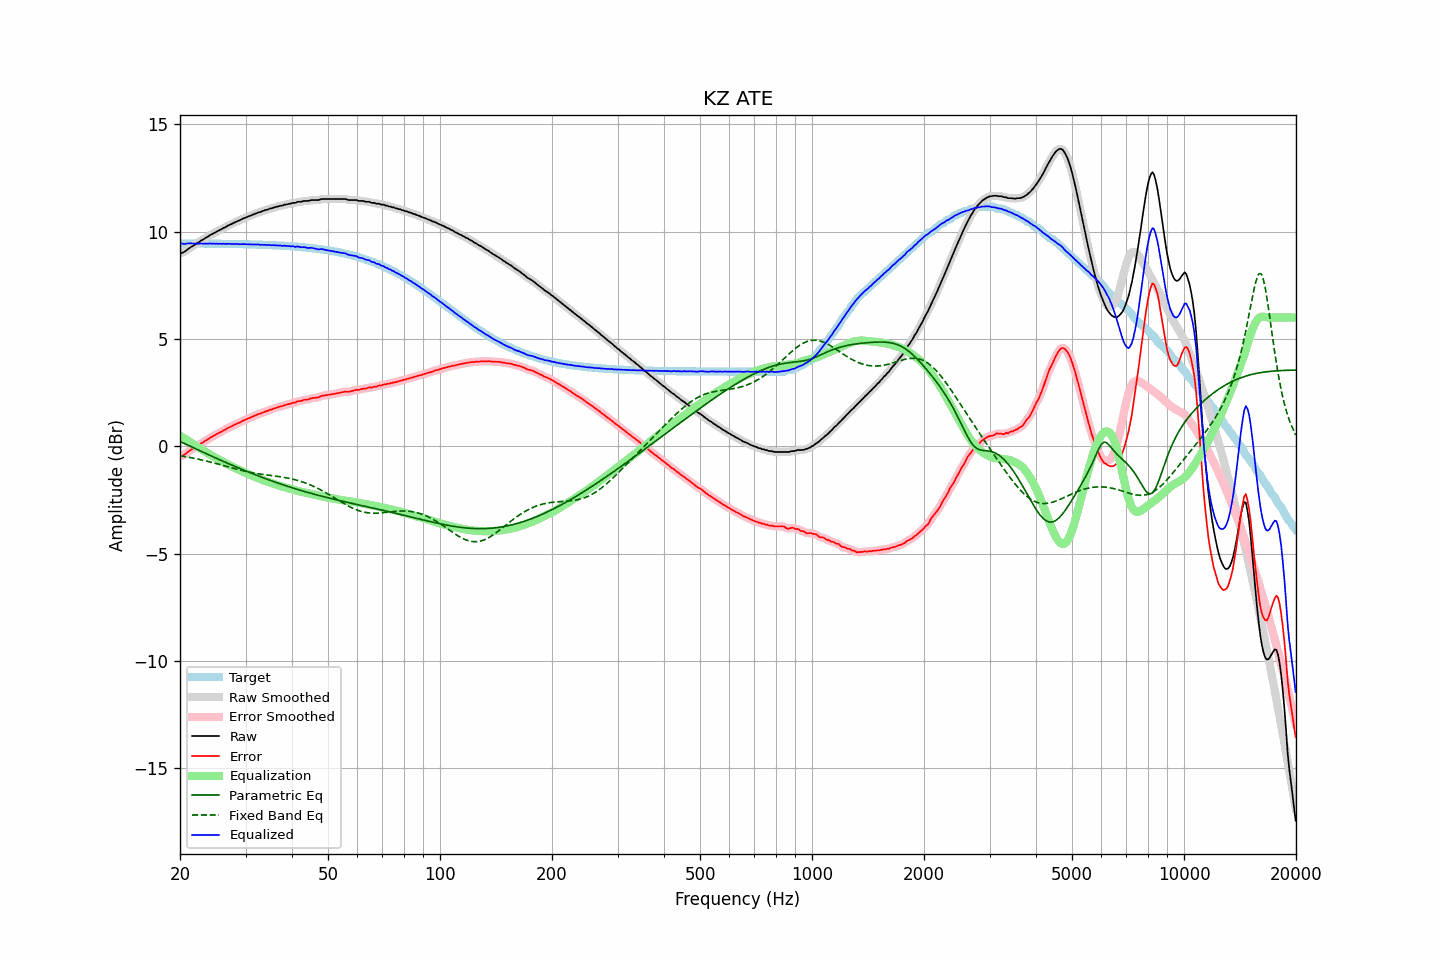 KZ ATE
15
10
5
0
−5
−10
−15
Amplitude (dBr)
Target
Raw Smoothed
Error Smoothed
Raw
Error
Equalization
Parametric Eq
Fixed Band Eq
Equalized
20 50 100 200 500 1000 2000 5000 10000 20000
Frequency (Hz)